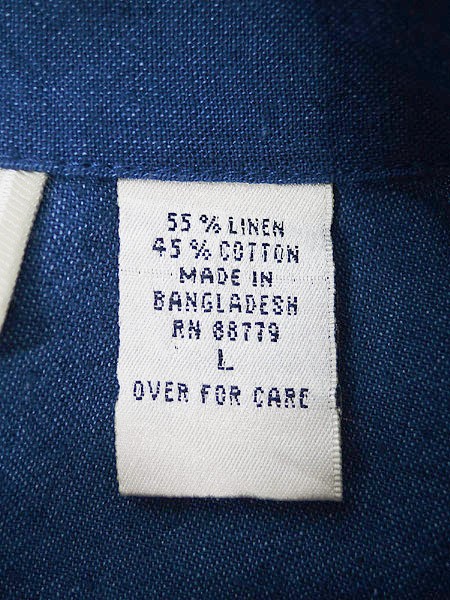 55 % LINEN
45 % COTTON
MADE IN
BANGLADESH
RN 88779
L
OVER FOR CARE